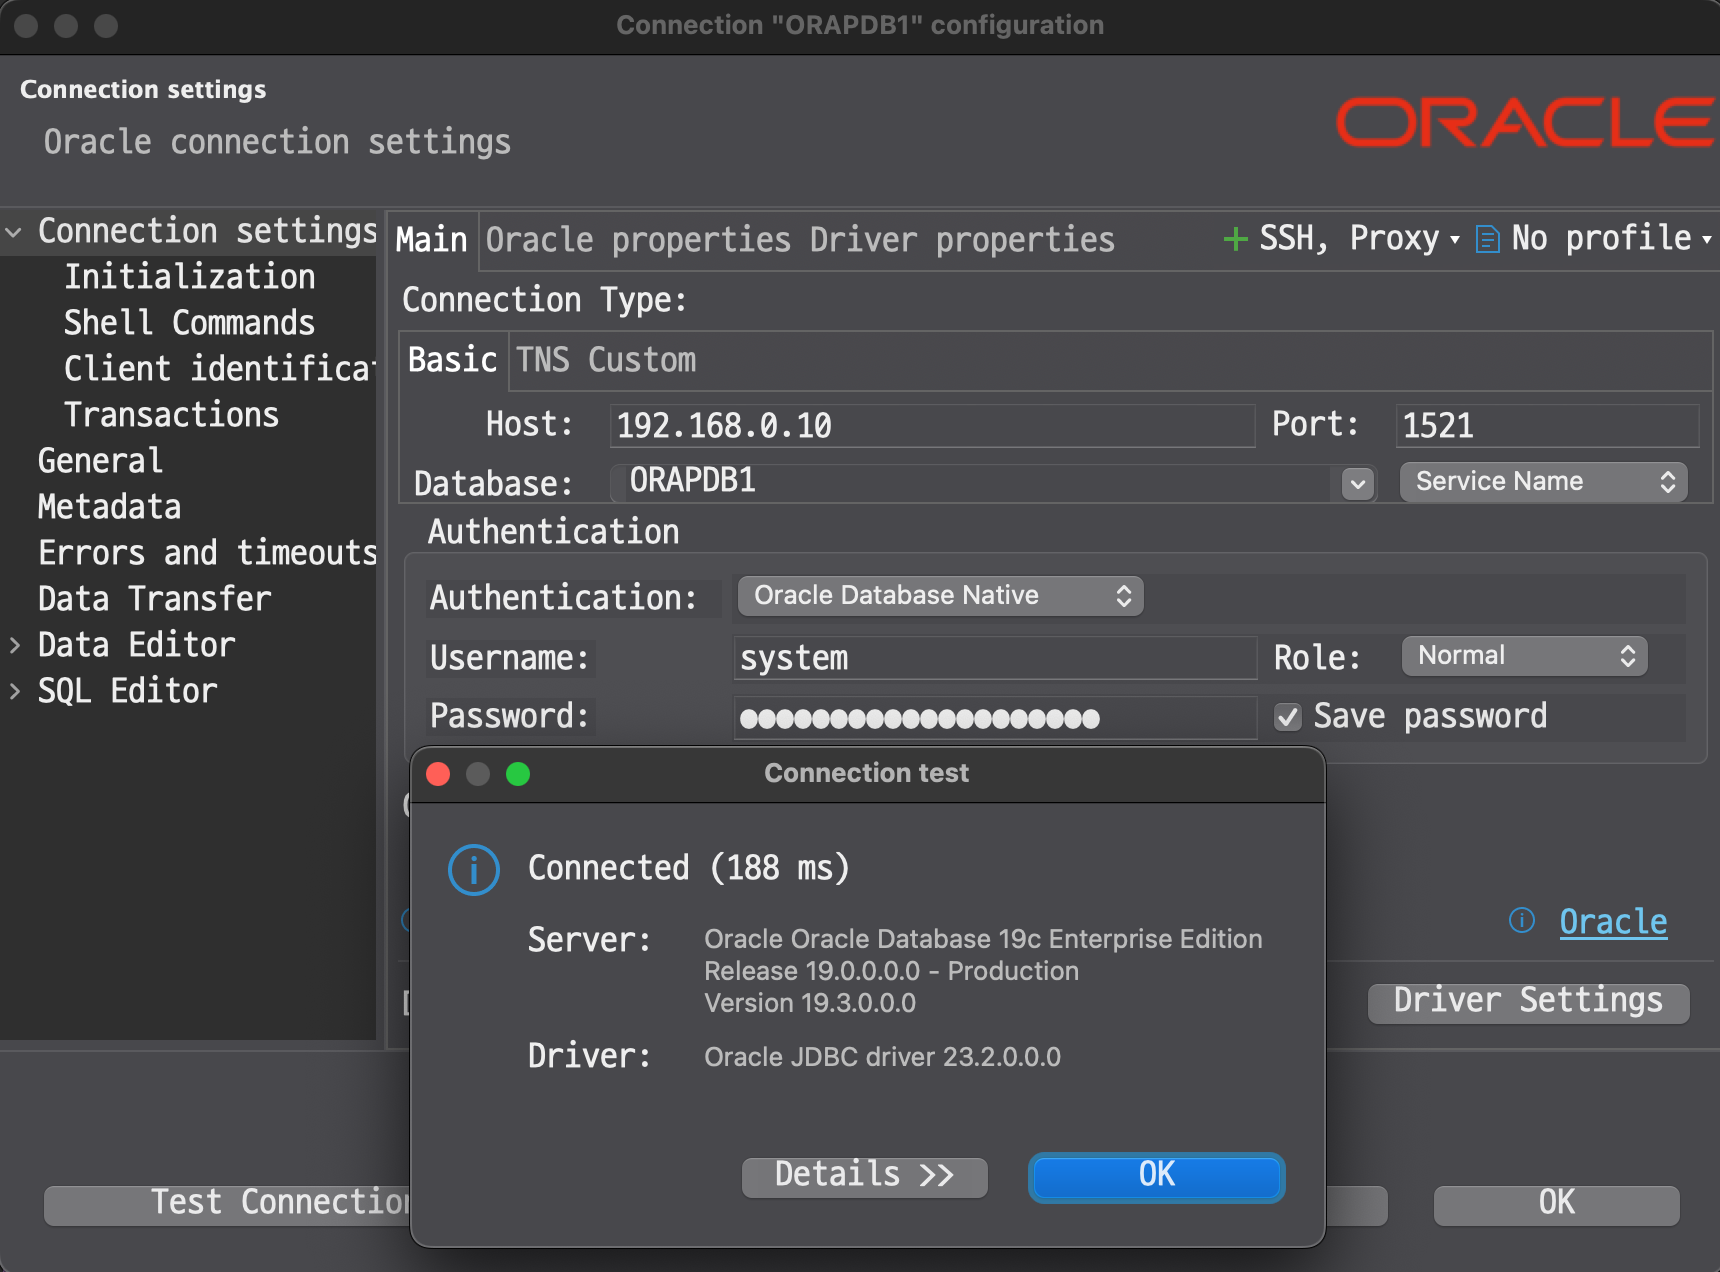 Connection "ORAPDB1" configuration
Connection settings
Oracle connection settings
ORACLE
Connection settings
Initialization
Shell Commands
Client identificat
Transactions
General
Metadata
Errors and timeouts
Data Transfer
Data Editor
SQL Editor
Main Oracle properties Driver properties + SSH, Proxy No profile
Connection Type:
Basic TNS Custom
Host: 192.168.0.10 Port: 1521
Database: ORAPDB1 Service Name
Authentication
Authentication: Oracle Database Native
Username: system Role: Normal
Password: ●●●●●●●●●●●●●●●●●●●● Save password
Connection test
Connected (188 ms)
Server: Oracle Oracle Database 19c Enterprise Edition
Release 19.0.0.0.0 - Production
Version 19.3.0.0.0
Driver: Oracle JDBC driver 23.2.0.0.0
Details >> OK
Oracle
Driver Settings
Test Connection
OK